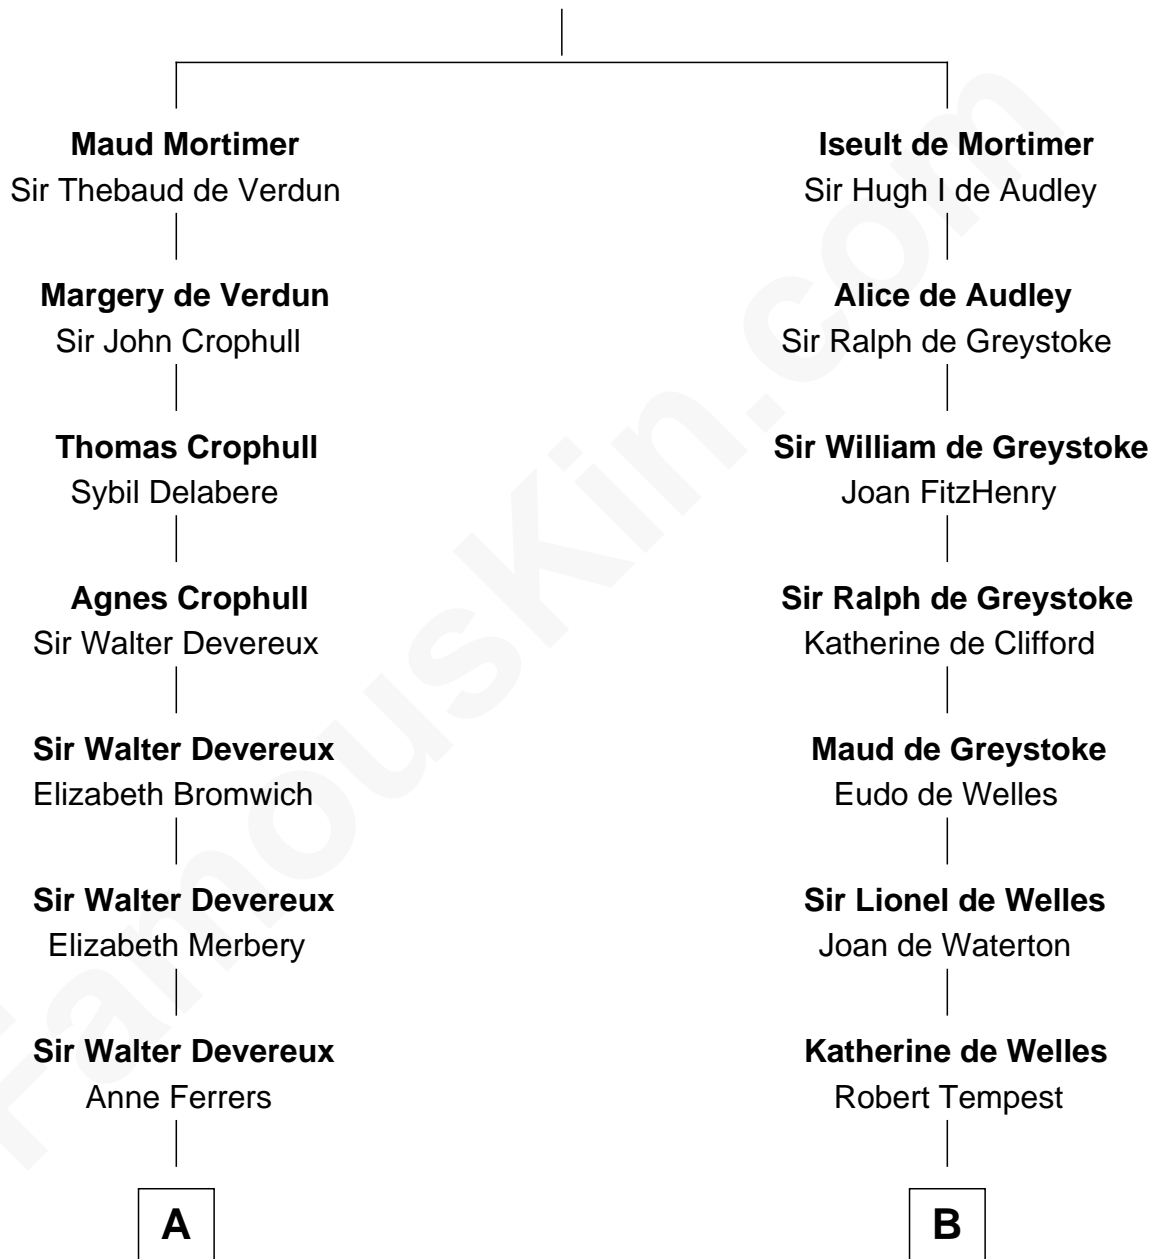 Maud Mortimer
Sir Thebaud de Verdun
Margery de Verdun
Sir John Crophull
Thomas Crophull
Sybil Delabere
Agnes Crophull
Sir Walter Devereux
Sir Walter Devereux
Elizabeth Bromwich
Sir Walter Devereux
Elizabeth Merbery
Sir Walter Devereux
Anne Ferrers
A
Iseult de Mortimer
Sir Hugh I de Audley
Alice de Audley
Sir Ralph de Greystoke
Sir William de Greystoke
Joan FitzHenry
Sir Ralph de Greystoke
Katherine de Clifford
Maud de Greystoke
Eudo de Welles
Sir Lionel de Welles
Joan de Waterton
Katherine de Welles
Robert Tempest
B
FamousKin.com